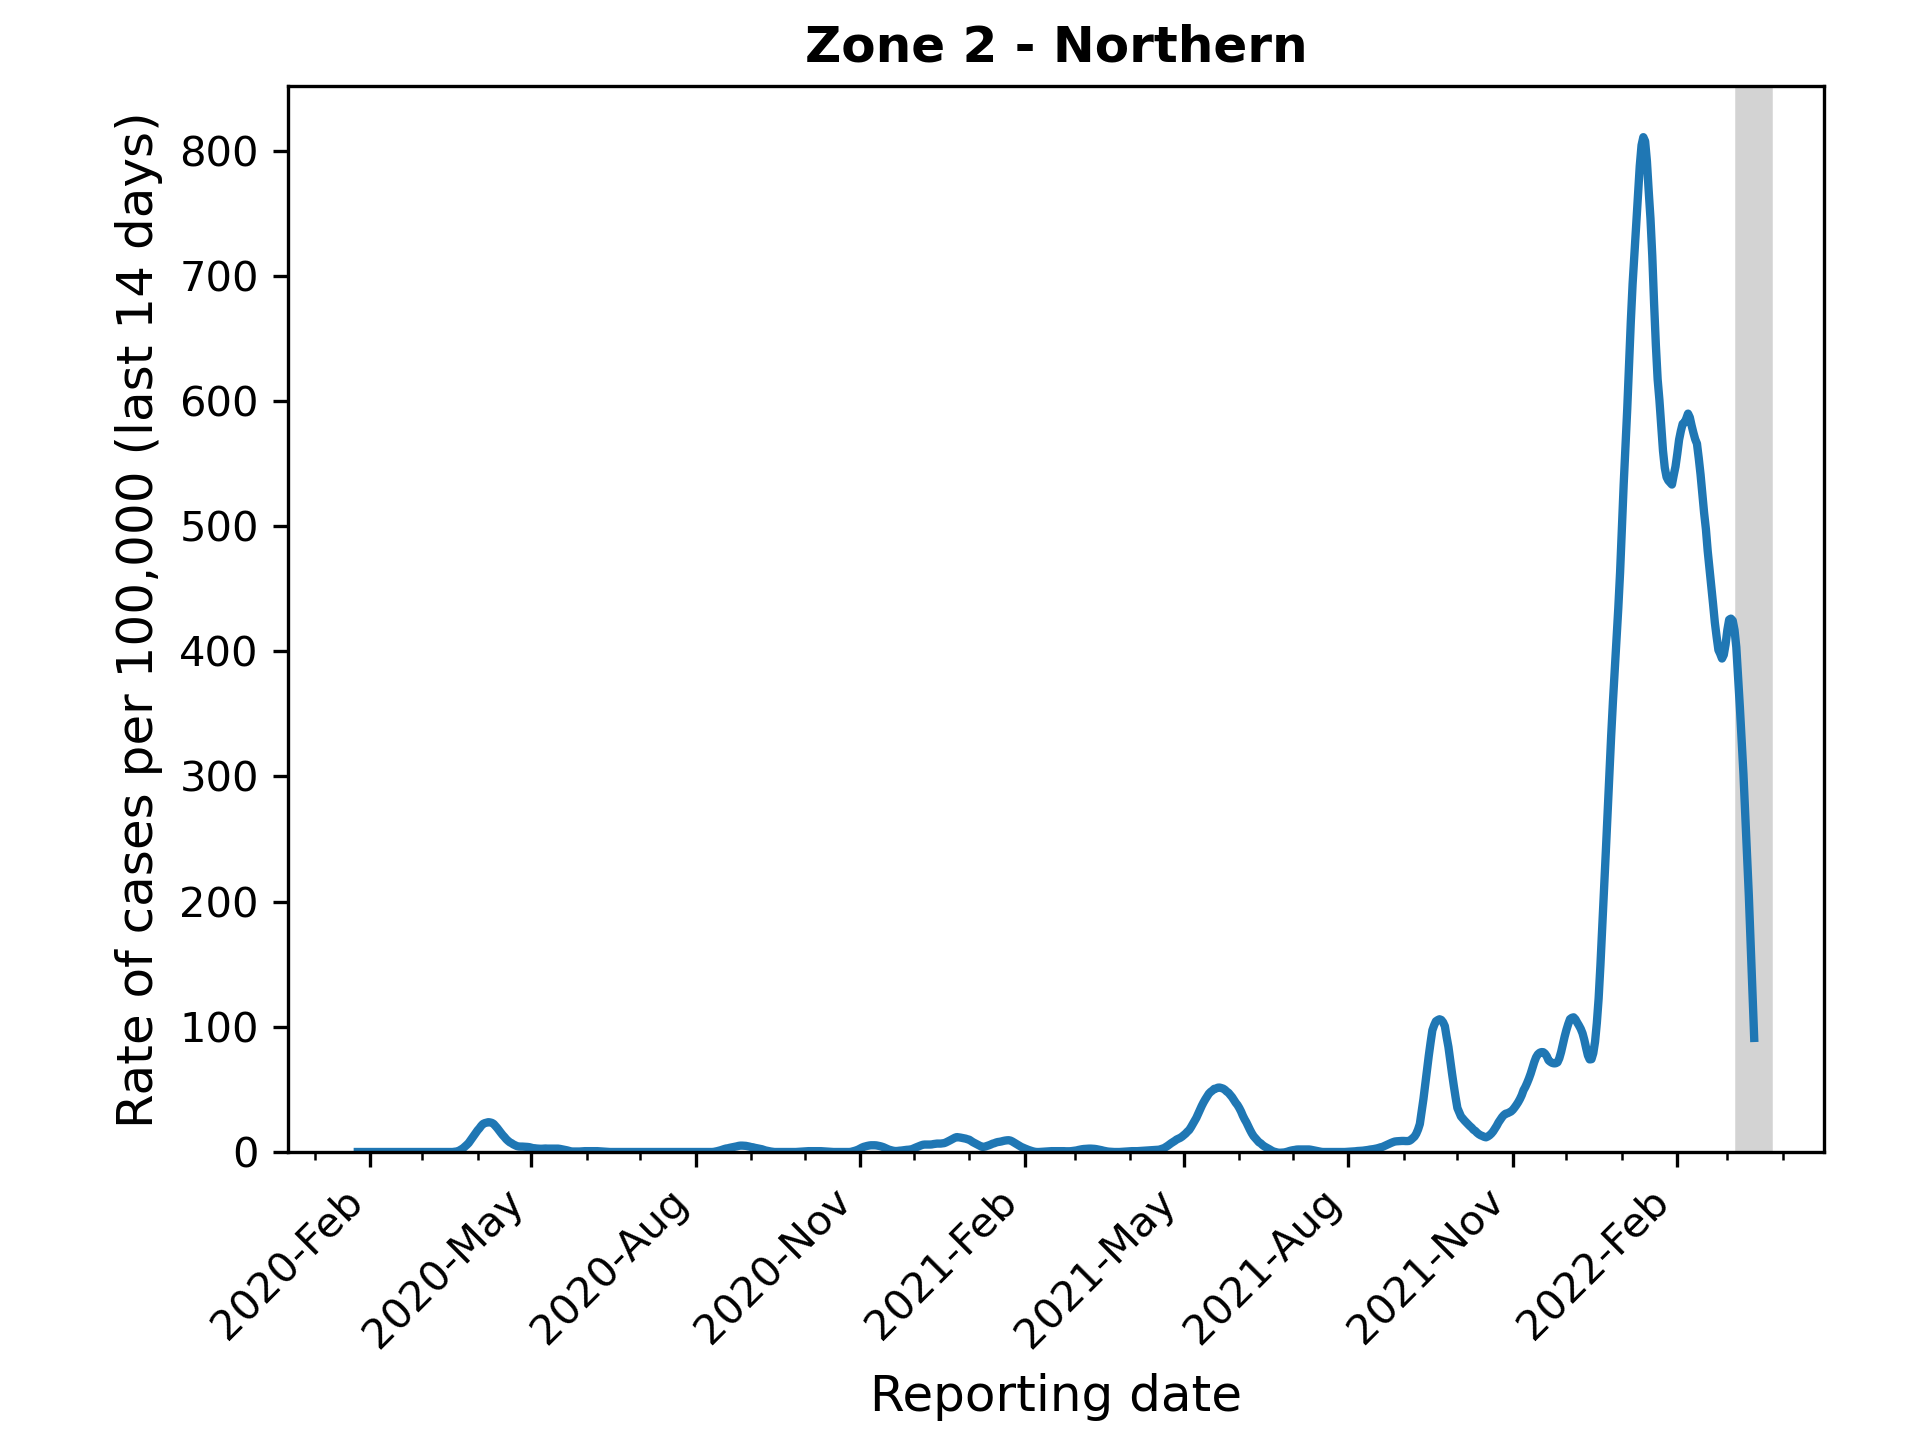 Zone 2 - Northern
Rate of cases per 100,000 (last 14 days)
800
700
600
500
400
300
200
100
0
2020-Feb
2020-May
2020-Aug
2020-Nov
2021-Feb
2021-May
2021-Aug
2021-Nov
2022-Feb
Reporting date